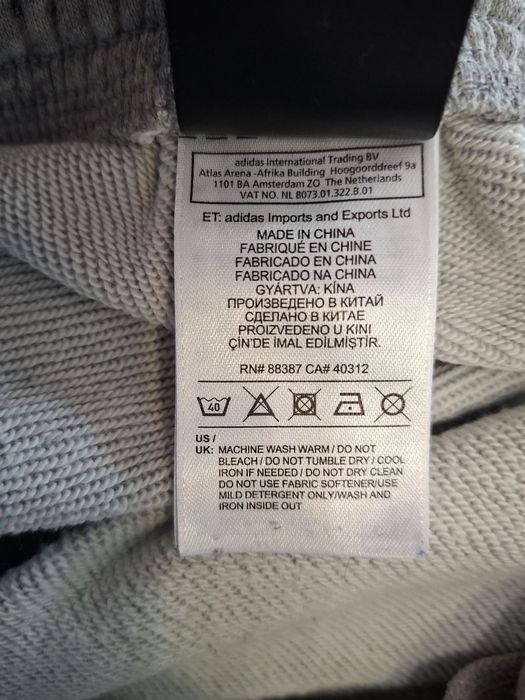 adidas International Trading BV
Atlas Arena -Afrika Building Hoogoorddreef 9a
1101 BA Amsterdam ZO The Netherlands
VAT NO. NL 8073.01.322.B.01
ET: adidas Imports and Exports Ltd
MADE IN CHINA
FABRIQUÉ EN CHINE
FABRICADO EN CHINA
FABRICADO NA CHINA
GYÁRTVA: KÍNA
ПРОИЗВЕДЕНО В КИТАЙ
СДЕЛАНО В КИТАЕ
PROIZVEDENO U KINI
ÇİN'DE İMAL EDİLMİŞTİR.
RN# 88387 CA# 40312
40
US /
UK: MACHINE WASH WARM / DO NOT
BLEACH / DO NOT TUMBLE DRY / COOL
IRON IF NEEDED / DO NOT DRY CLEAN
DO NOT USE FABRIC SOFTENER/USE
MILD DETERGENT ONLY/WASH AND
IRON INSIDE OUT